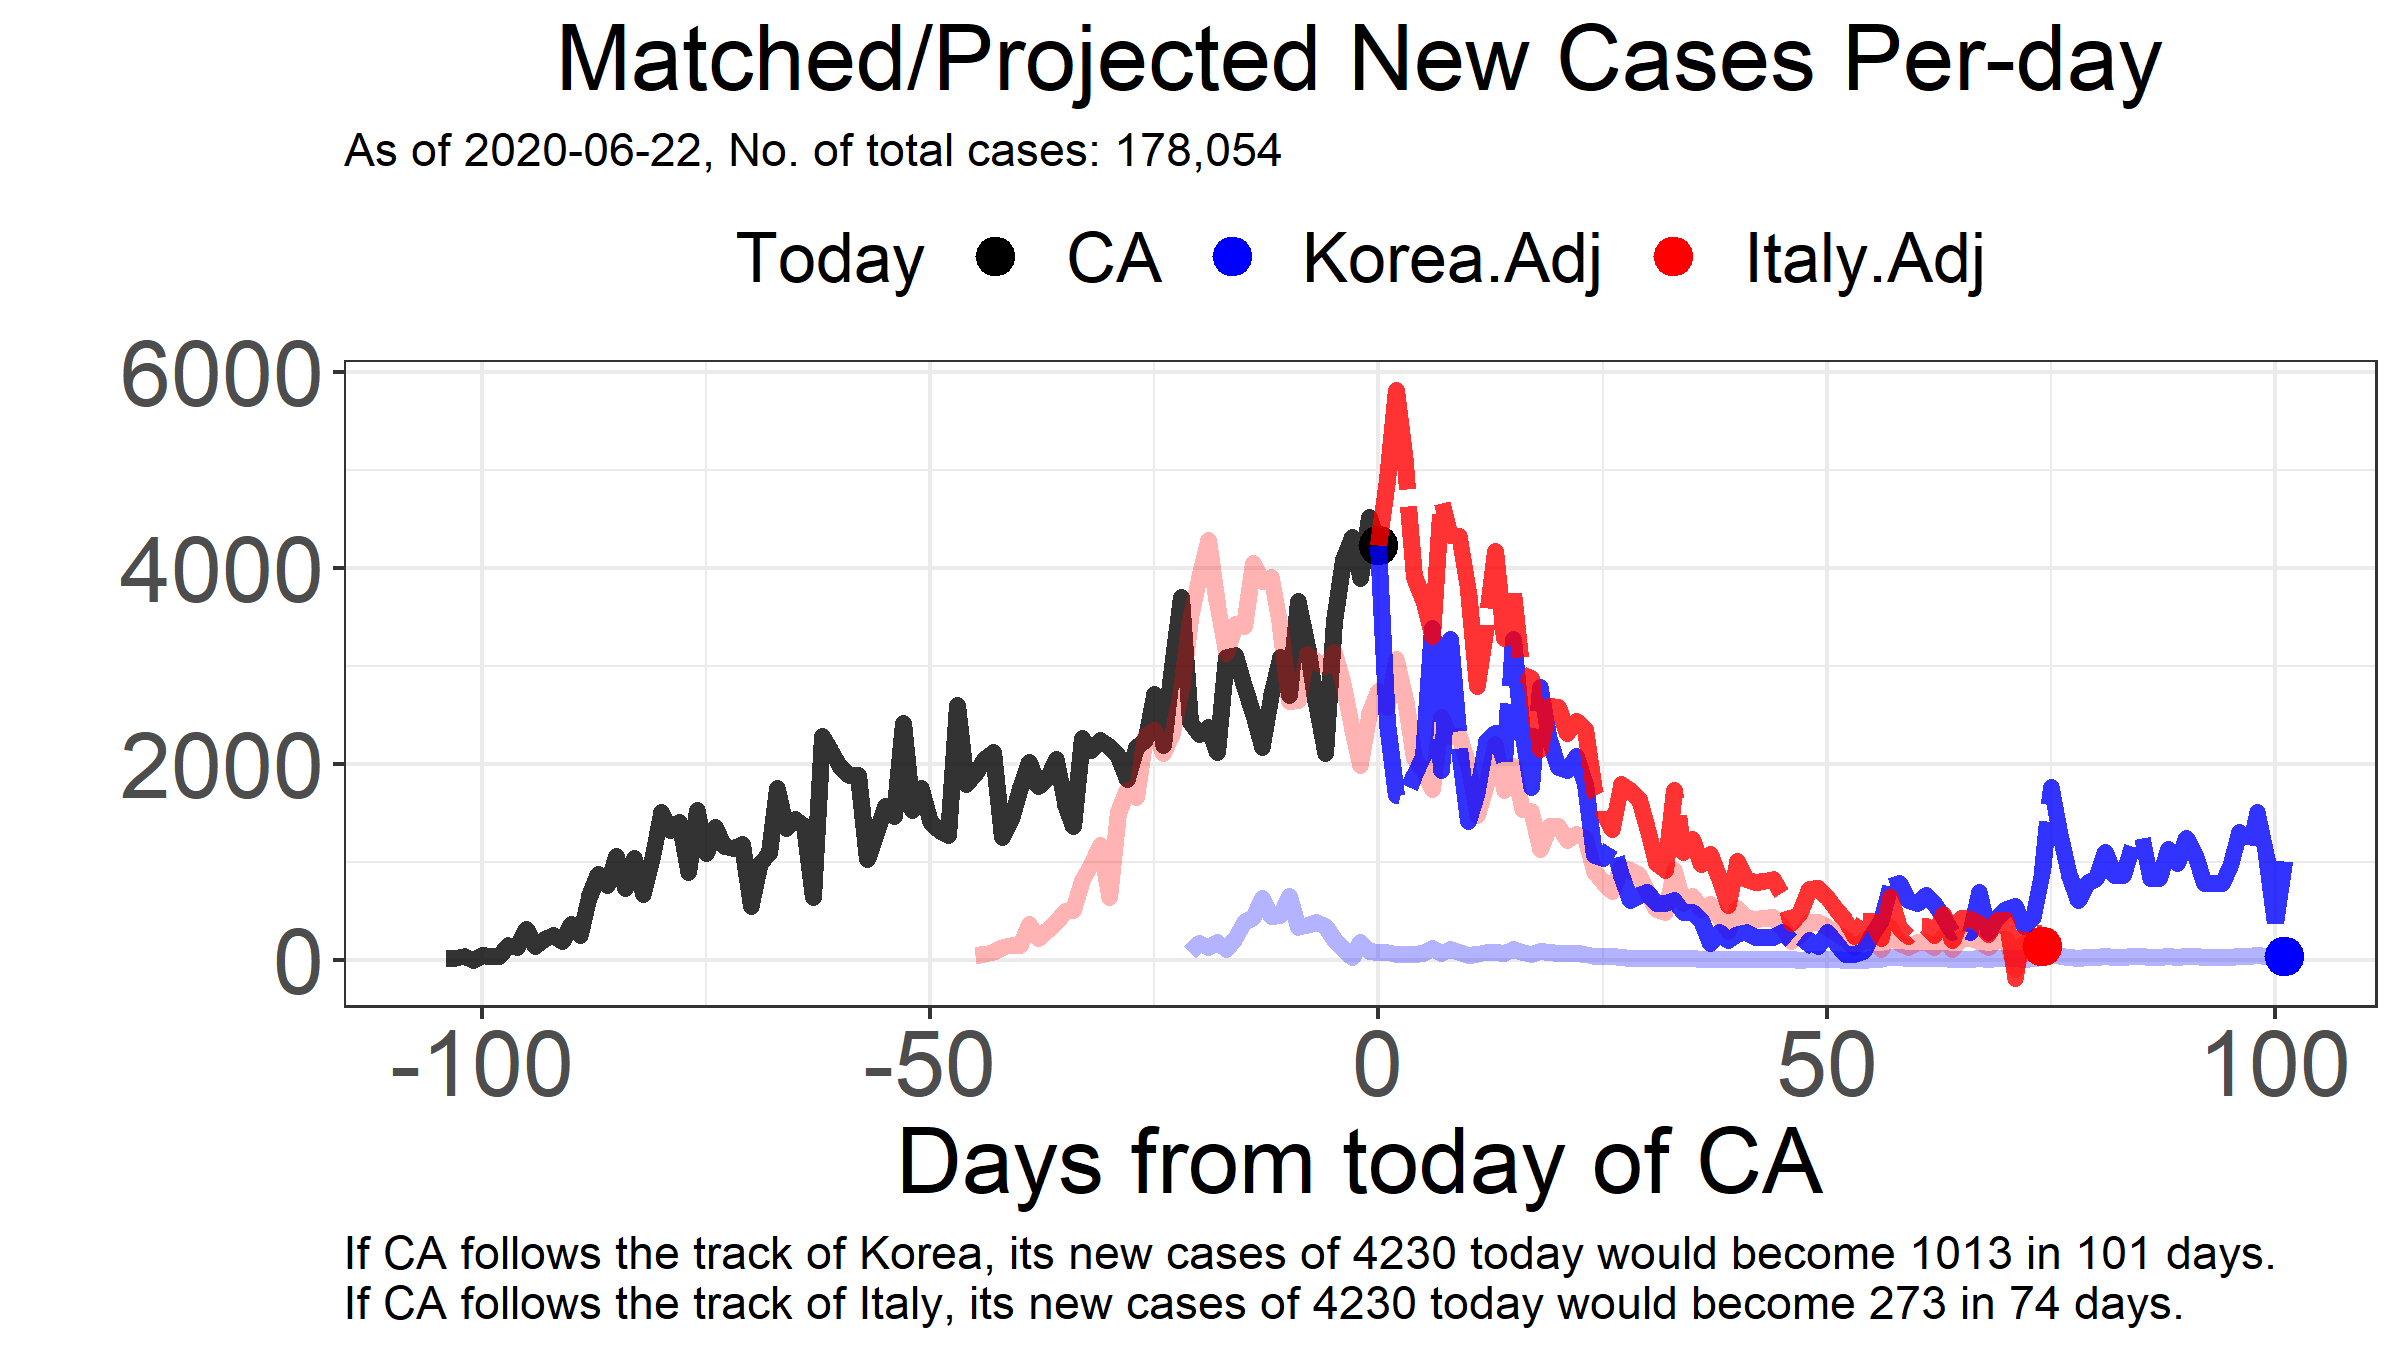 Matched/Projected New Cases Per-day
As of 2020-06-22, No. of total cases: 178,054
Today CA Korea.Adj Italy.Adj
6000
4000
2000
0
-100 -50 0 50 100
Days from today of CA
If CA follows the track of Korea, its new cases of 4230 today would become 1013 in 101 days.
If CA follows the track of Italy, its new cases of 4230 today would become 273 in 74 days.